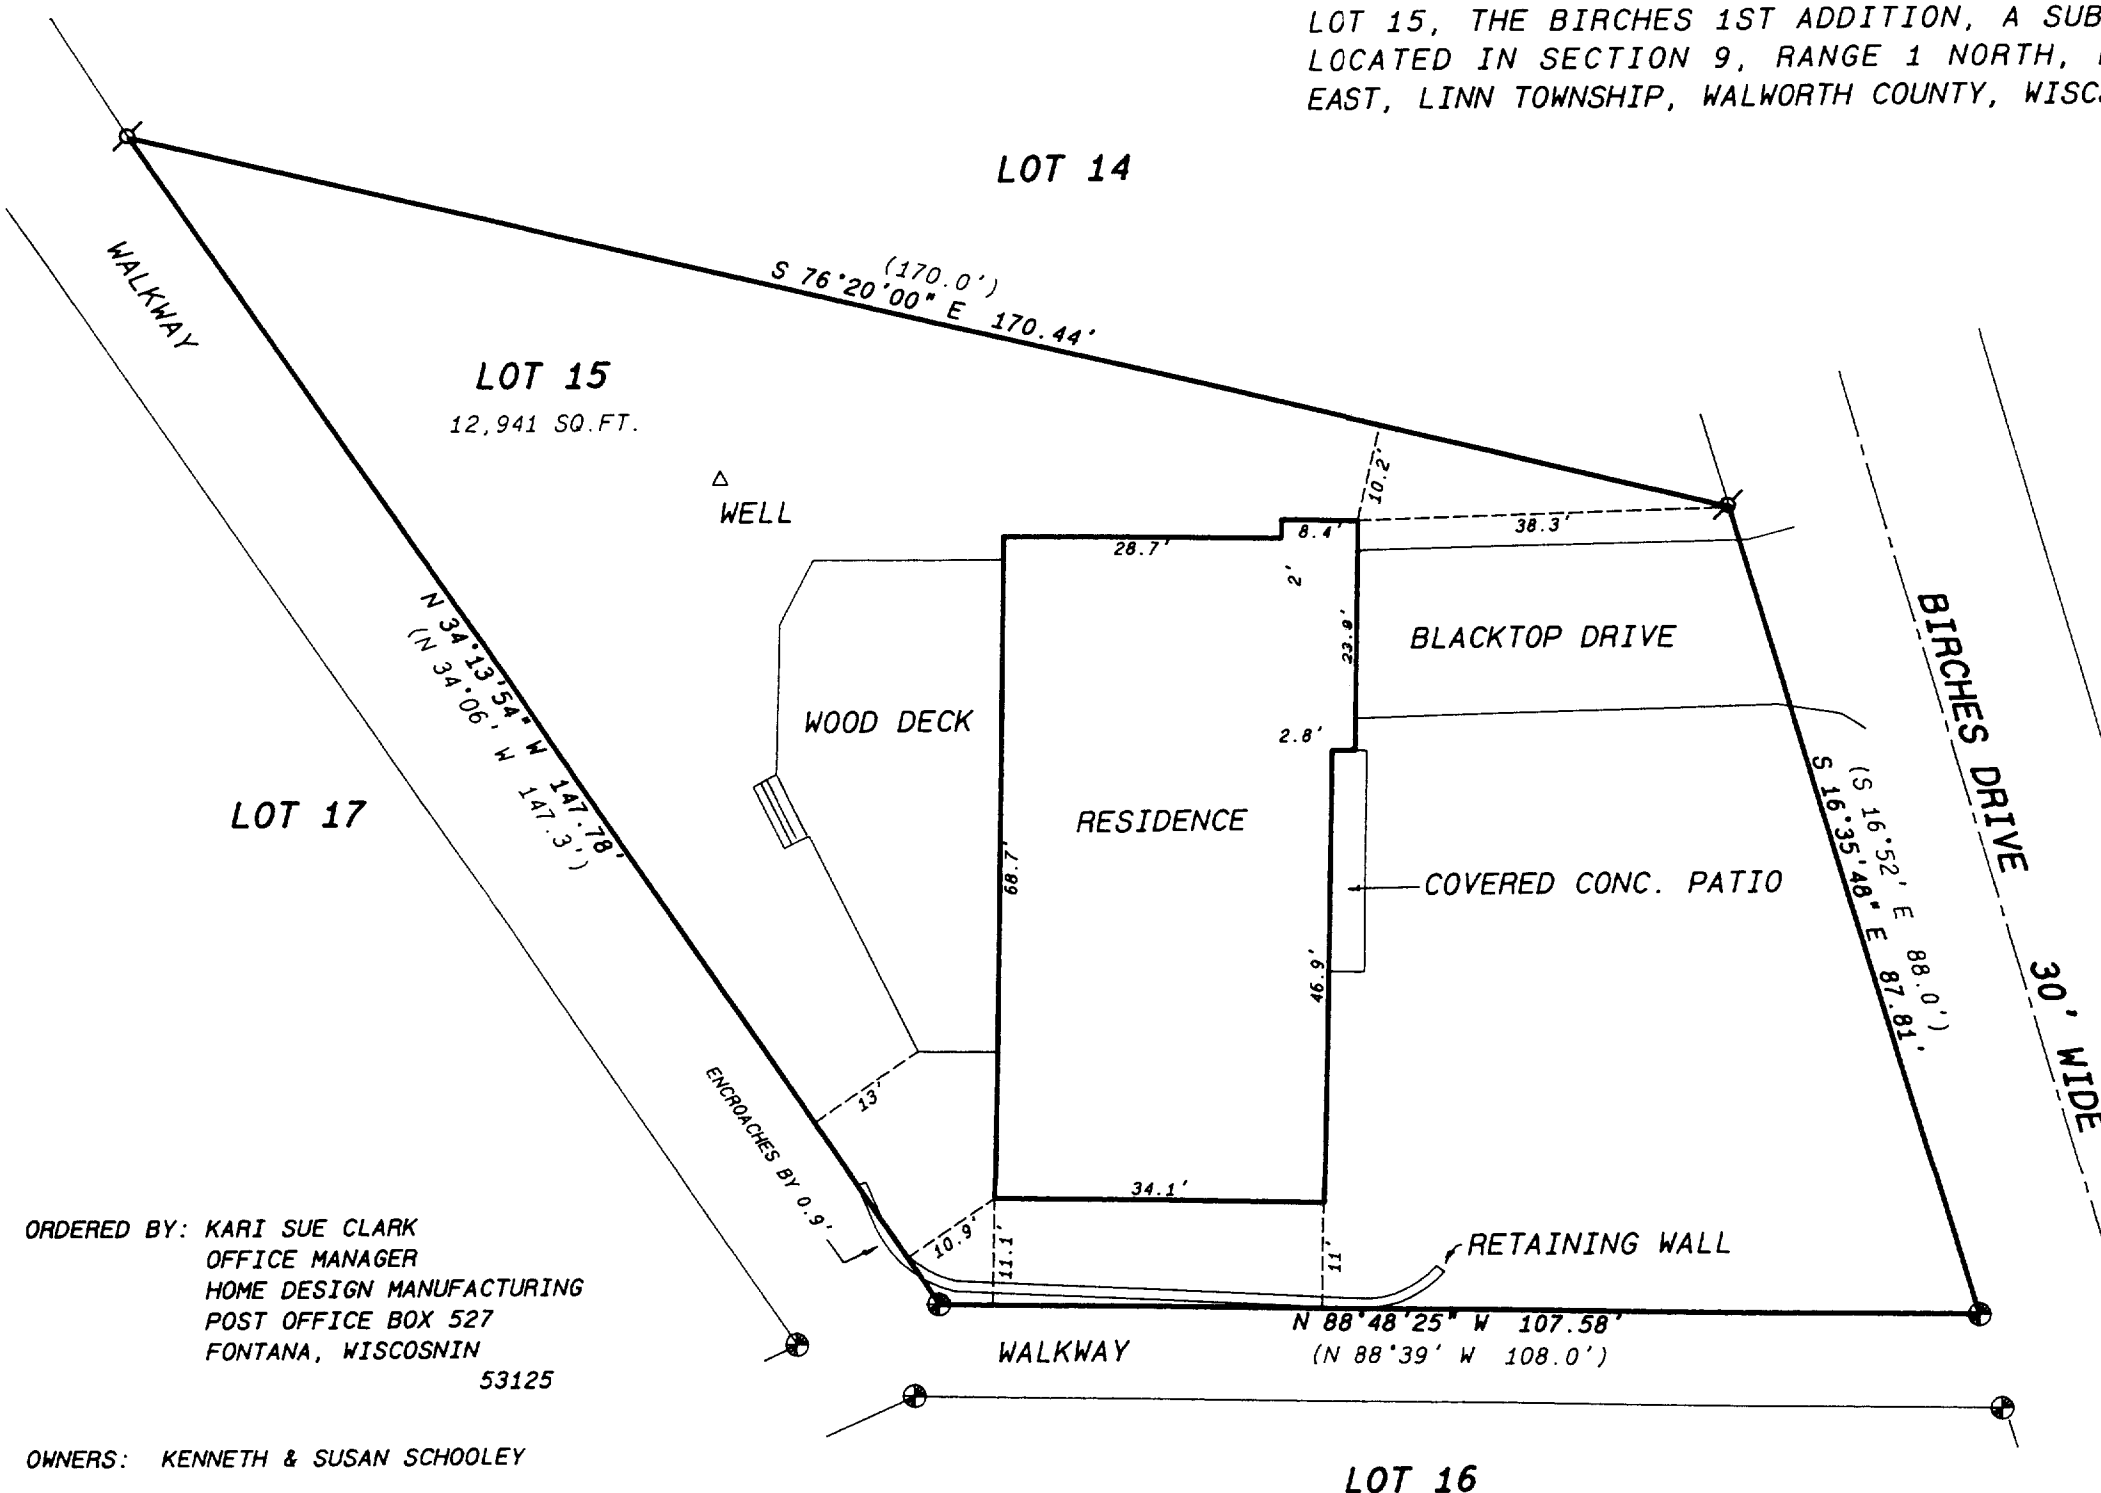 LOT 15, THE BIRCHES 1ST ADDITION, A SUB
LOCATED IN SECTION 9, RANGE 1 NORTH,
EAST, LINN TOWNSHIP, WALWORTH COUNTY,
LOT 14
(170.0')
S 76°20'00" E 170.44'
WALKWAY
LOT 15
12,941 SQ.FT.
WELL
10.2'
38.3'
8.4'
28.7'
2'
BLACKTOP DRIVE
BIRCHES DRIVE 30' WIDE
N 34°13'54" W 147.78'
(N 34°06' W 147.3')
WOOD DECK
2.8'
RESIDENCE
LOT 17
68.7'
COVERED CONC. PATIO
46.9'
(S 16°52' E 88.0')
S 16°35'48" E 87.81'
13'
ENCROACHES BY 0.9'
34.1'
10.9'
11.1'
11'
RETAINING WALL
N 88°48'25" W 107.58'
(N 88°39' W 108.0')
WALKWAY
ORDERED BY: KARI SUE CLARK
OFFICE MANAGER
HOME DESIGN MANUFACTURING
POST OFFICE BOX 527
FONTANA, WISCOSNIN
53125
OWNERS: KENNETH & SUSAN SCHOOLEY
LOT 16